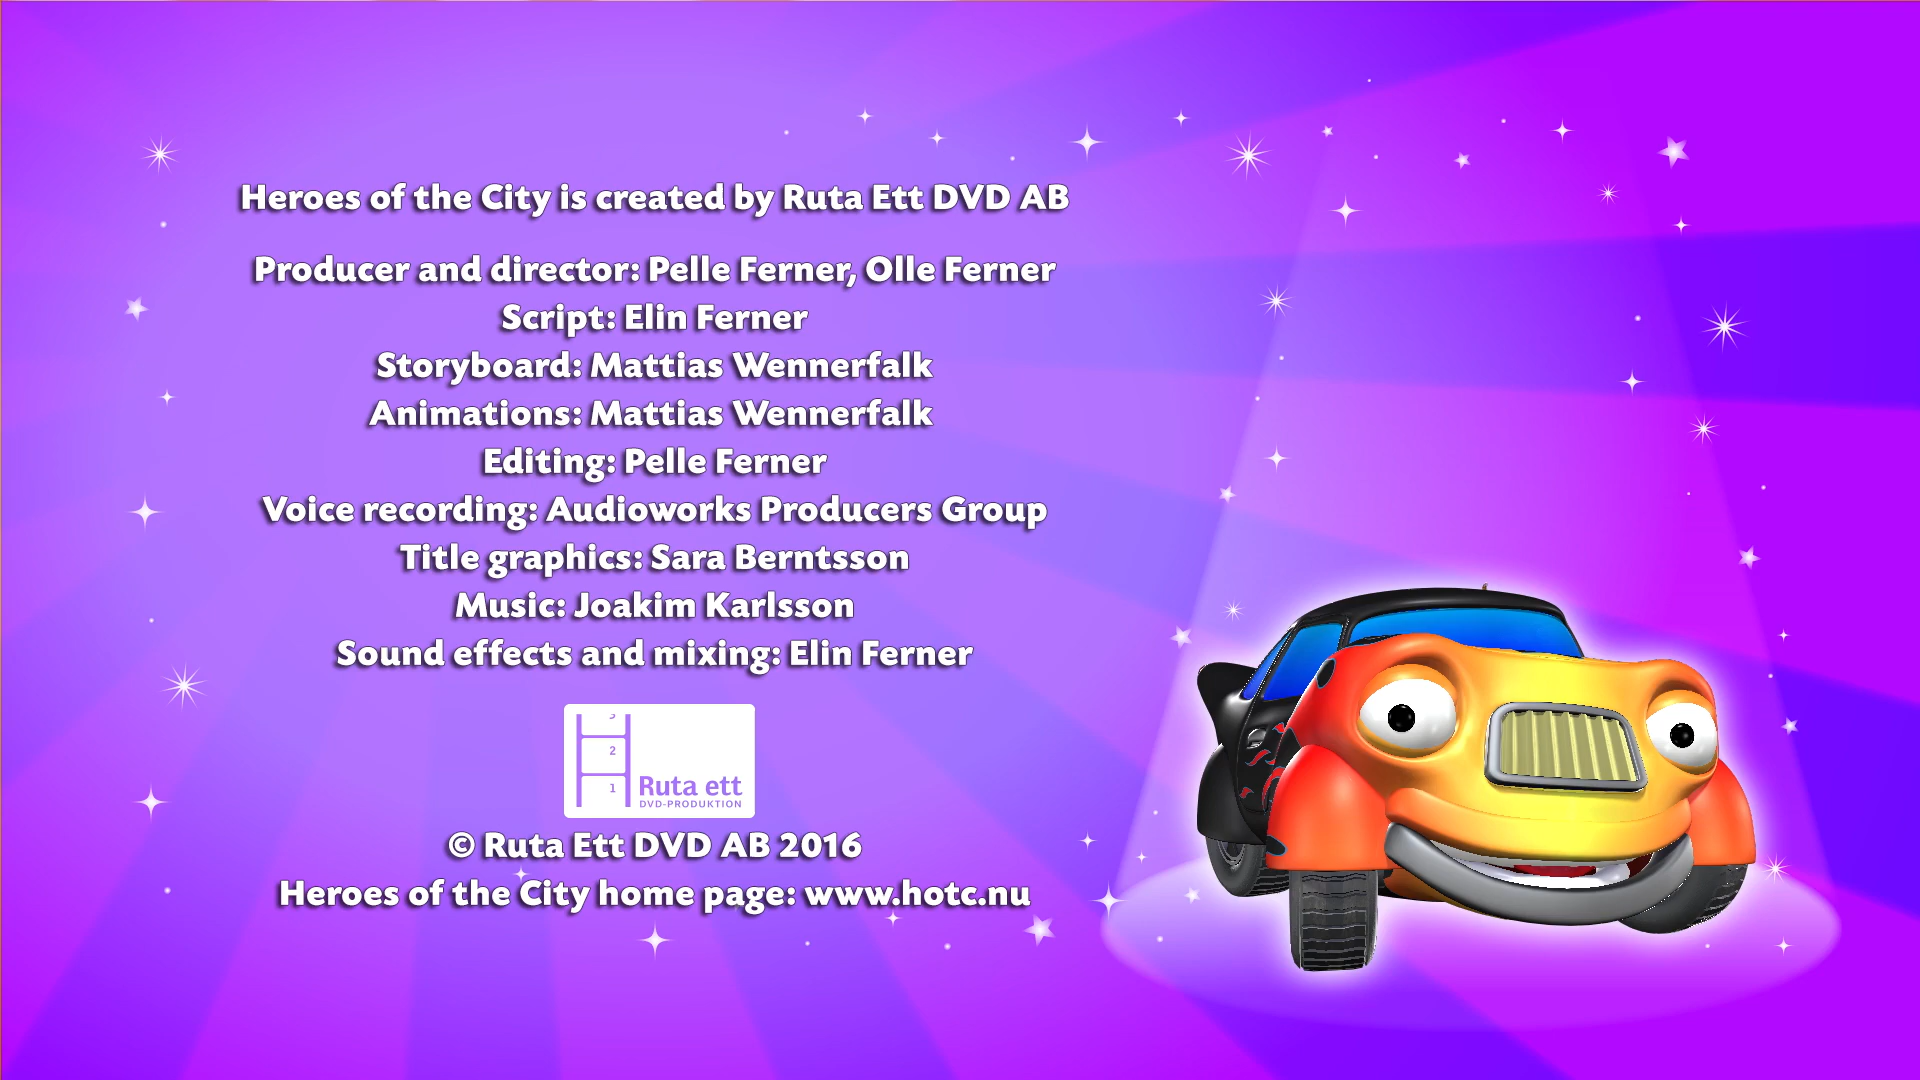 Heroes of the City is created by Ruta Ett DVD AB
Producer and director: Pelle Ferner, Olle Ferner
Script: Elin Ferner
Storyboard: Mattias Wennerfalk
Animations: Mattias Wennerfalk
Editing: Pelle Ferner
Voice recording: Audioworks Producers Group
Title graphics: Sara Berntsson
Music: Joakim Karlsson
Sound effects and mixing: Elin Ferner
3
2
1
Ruta ett
DVD-PRODUKTION
© Ruta Ett DVD AB 2016
Heroes of the City home page: www.hotc.nu